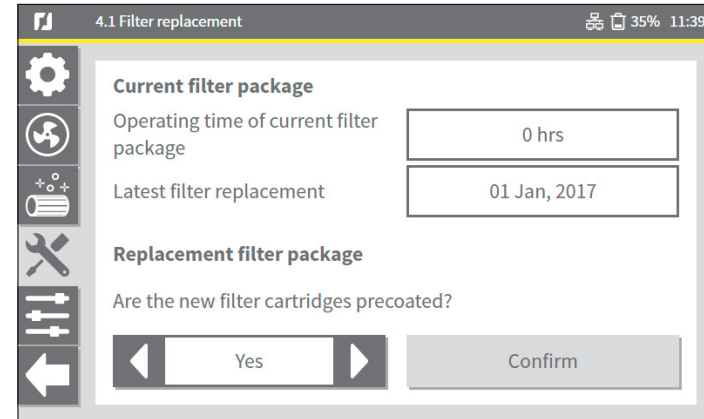 4.1 Filter replacement 35% 11:39
Current filter package
Operating time of current filter
package
0 hrs
Latest filter replacement 01 Jan, 2017
Replacement filter package
Are the new filter cartridges precoated?
Yes Confirm